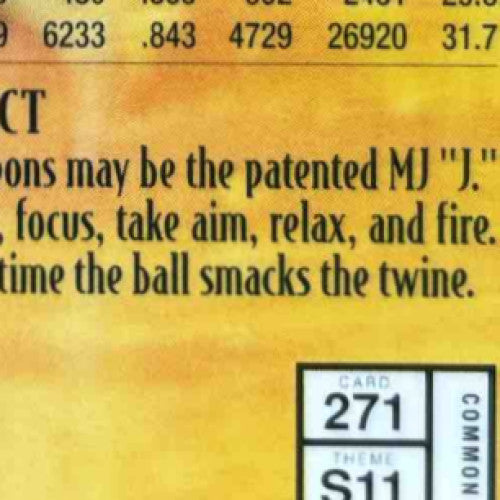 9 6233 .843 4729 26920 31.7
CT
ons may be the patented MJ "J."
, focus, take aim, relax, and fire.
time the ball smacks the twine.
CARD
271
COMMON
THEME
S11